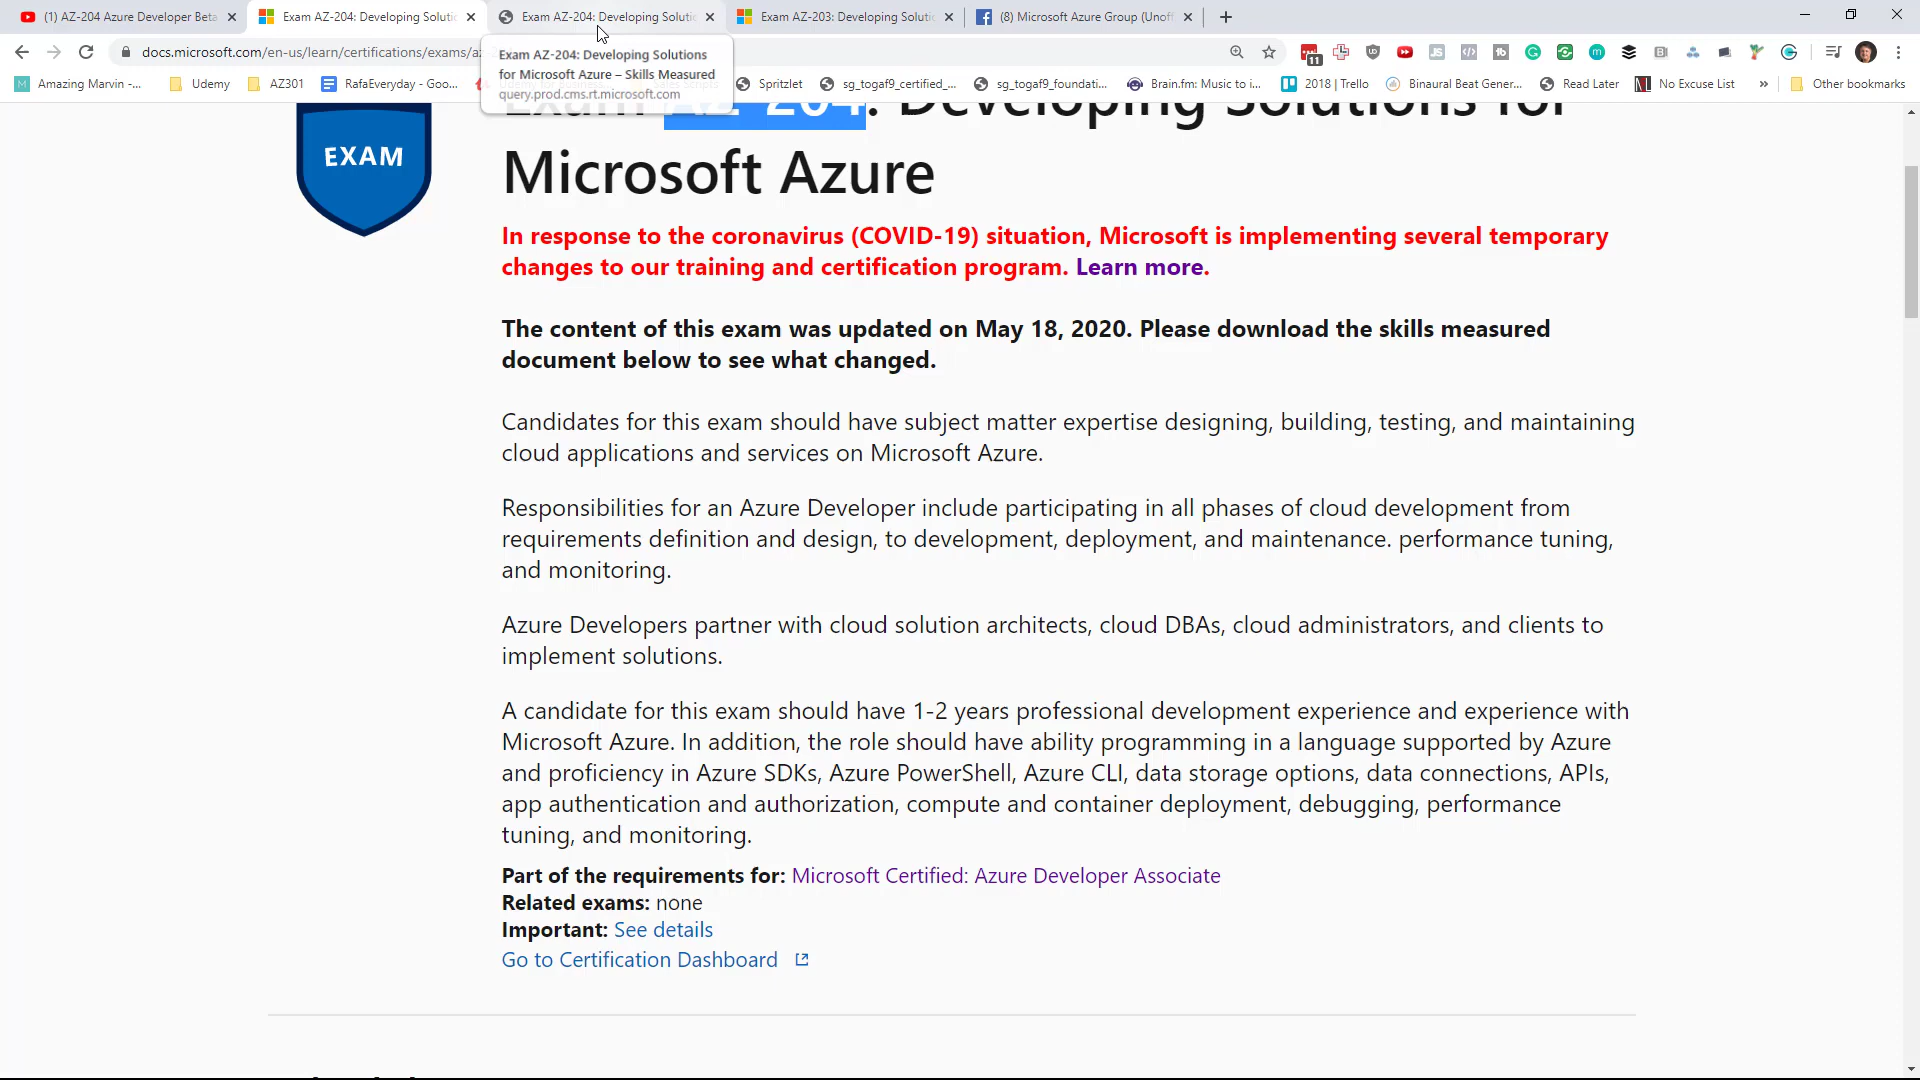 (1) AZ-204 Azure Developer Beta
Exam AZ-204: Developing Solutio
Exam AZ-204: Developing Solutio
Exam AZ-203: Developing Solutio
(8) Microsoft Azure Group (Unoff
docs.microsoft.com/en-us/learn/certifications/exams/az
11
JS
tb
Exam AZ-204: Developing Solutions
for Microsoft Azure – Skills Measured
query.prod.cms.rt.microsoft.com
Amazing Marvin -...
Udemy
AZ301
RafaEveryday - Goo...
Spritzlet
sg_togaf9_certified_...
sg_togaf9_foundati...
Brain.fm: Music to i...
2018 | Trello
Binaural Beat Gener...
Read Later
No Excuse List
»
Other bookmarks
EXAM
Exam AZ-204: Developing Solutions for
Microsoft Azure
In response to the coronavirus (COVID-19) situation, Microsoft is implementing several temporary
changes to our training and certification program. Learn more.
The content of this exam was updated on May 18, 2020. Please download the skills measured
document below to see what changed.
Candidates for this exam should have subject matter expertise designing, building, testing, and maintaining
cloud applications and services on Microsoft Azure.
Responsibilities for an Azure Developer include participating in all phases of cloud development from
requirements definition and design, to development, deployment, and maintenance. performance tuning,
and monitoring.
Azure Developers partner with cloud solution architects, cloud DBAs, cloud administrators, and clients to
implement solutions.
A candidate for this exam should have 1-2 years professional development experience and experience with
Microsoft Azure. In addition, the role should have ability programming in a language supported by Azure
and proficiency in Azure SDKs, Azure PowerShell, Azure CLI, data storage options, data connections, APIs,
app authentication and authorization, compute and container deployment, debugging, performance
tuning, and monitoring.
Part of the requirements for: Microsoft Certified: Azure Developer Associate
Related exams: none
Important: See details
Go to Certification Dashboard